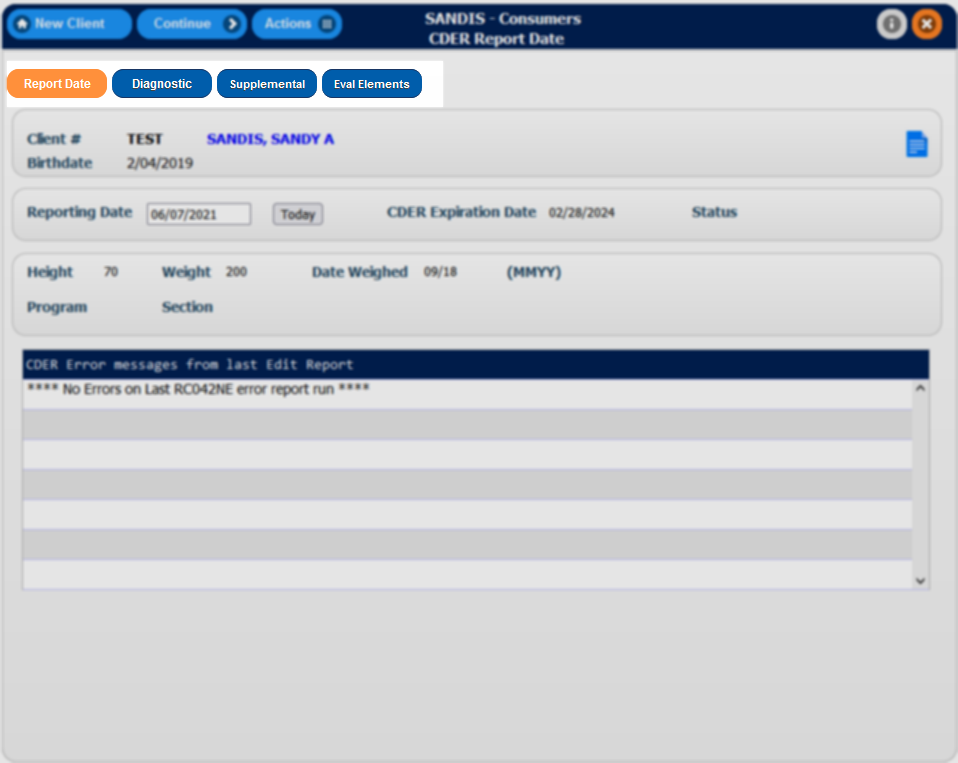 New Client Continue Actions
SANDIS - Consumers
CDER Report Date
Report Date Diagnostic Supplemental Eval Elements
Client # TEST SANDIS, SANDY A
Birthdate 2/04/2019
Reporting Date 06/07/2021 Today CDER Expiration Date 02/28/2024 Status
Height 70 Weight 200 Date Weighed 09/18 (MMYY)
Program Section
CDER Error messages from last Edit Report
**** No Errors on Last RC042NE error report run ****